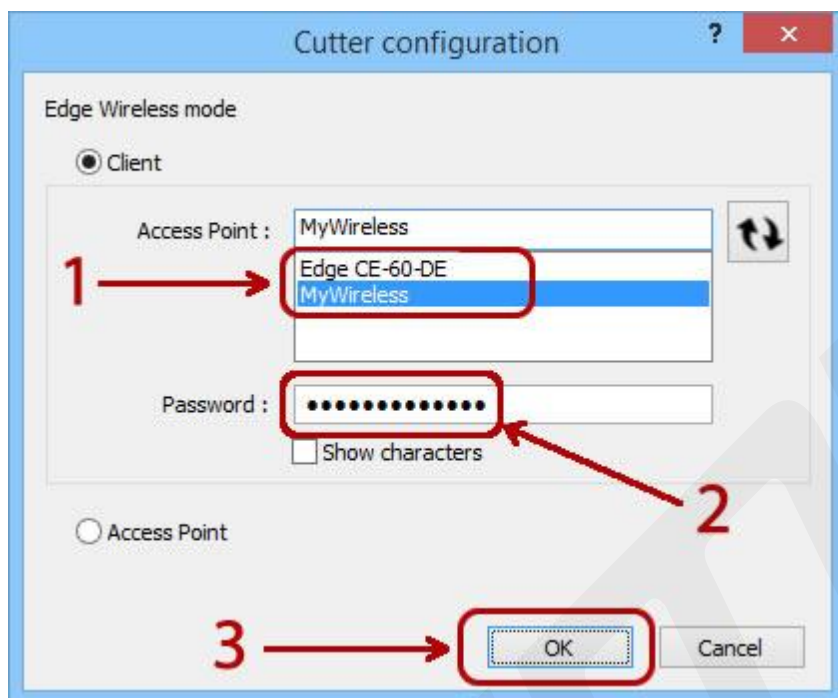 Cutter configuration ? ×
Edge Wireless mode
Client
Access Point : MyWireless
Edge CE-60-DE
MyWireless
1
Password : •••••••••••••
Show characters
2
Access Point
3 OK Cancel